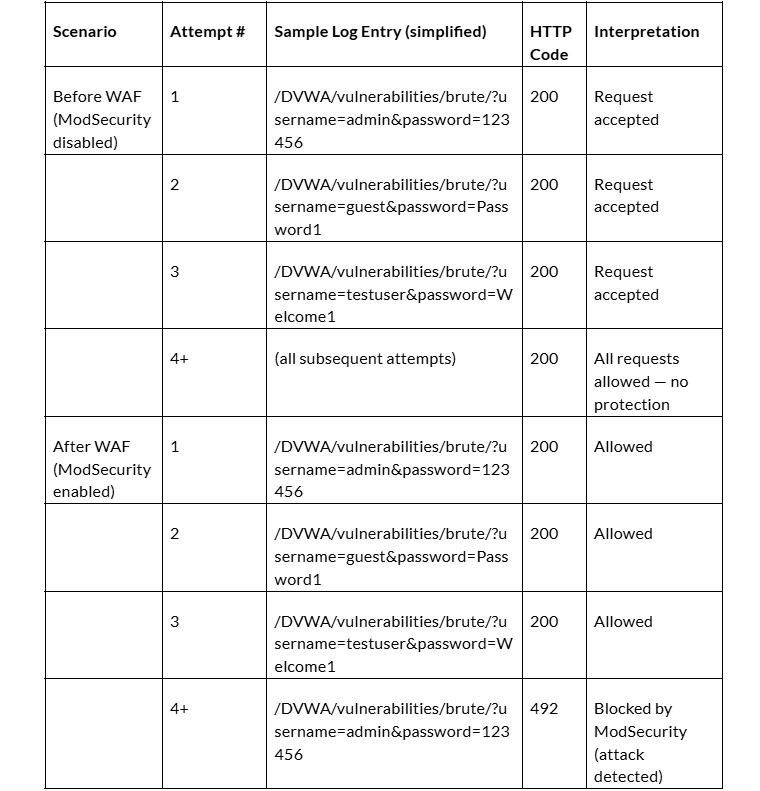 Scenario Attempt # Sample Log Entry (simplified) HTTP Code Interpretation
Before WAF (ModSecurity disabled) 1 /DVWA/vulnerabilities/brute/?username=admin&password=123456 200 Request accepted
2 /DVWA/vulnerabilities/brute/?username=guest&password=Password1 200 Request accepted
3 /DVWA/vulnerabilities/brute/?username=testuser&password=Welcome1 200 Request accepted
4+ (all subsequent attempts) 200 All requests allowed — no protection
After WAF (ModSecurity enabled) 1 /DVWA/vulnerabilities/brute/?username=admin&password=123456 200 Allowed
2 /DVWA/vulnerabilities/brute/?username=guest&password=Password1 200 Allowed
3 /DVWA/vulnerabilities/brute/?username=testuser&password=Welcome1 200 Allowed
4+ /DVWA/vulnerabilities/brute/?username=admin&password=123456 492 Blocked by ModSecurity (attack detected)